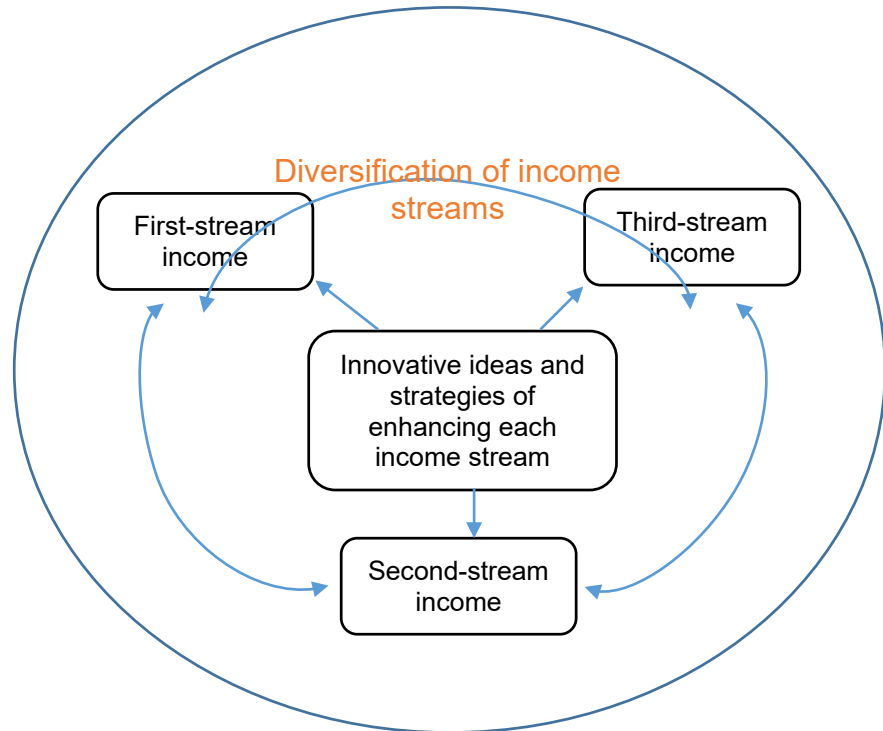 Diversification of income
streams
First-stream
income
Third-stream
income
Innovative ideas and
strategies of
enhancing each
income stream
Second-stream
income